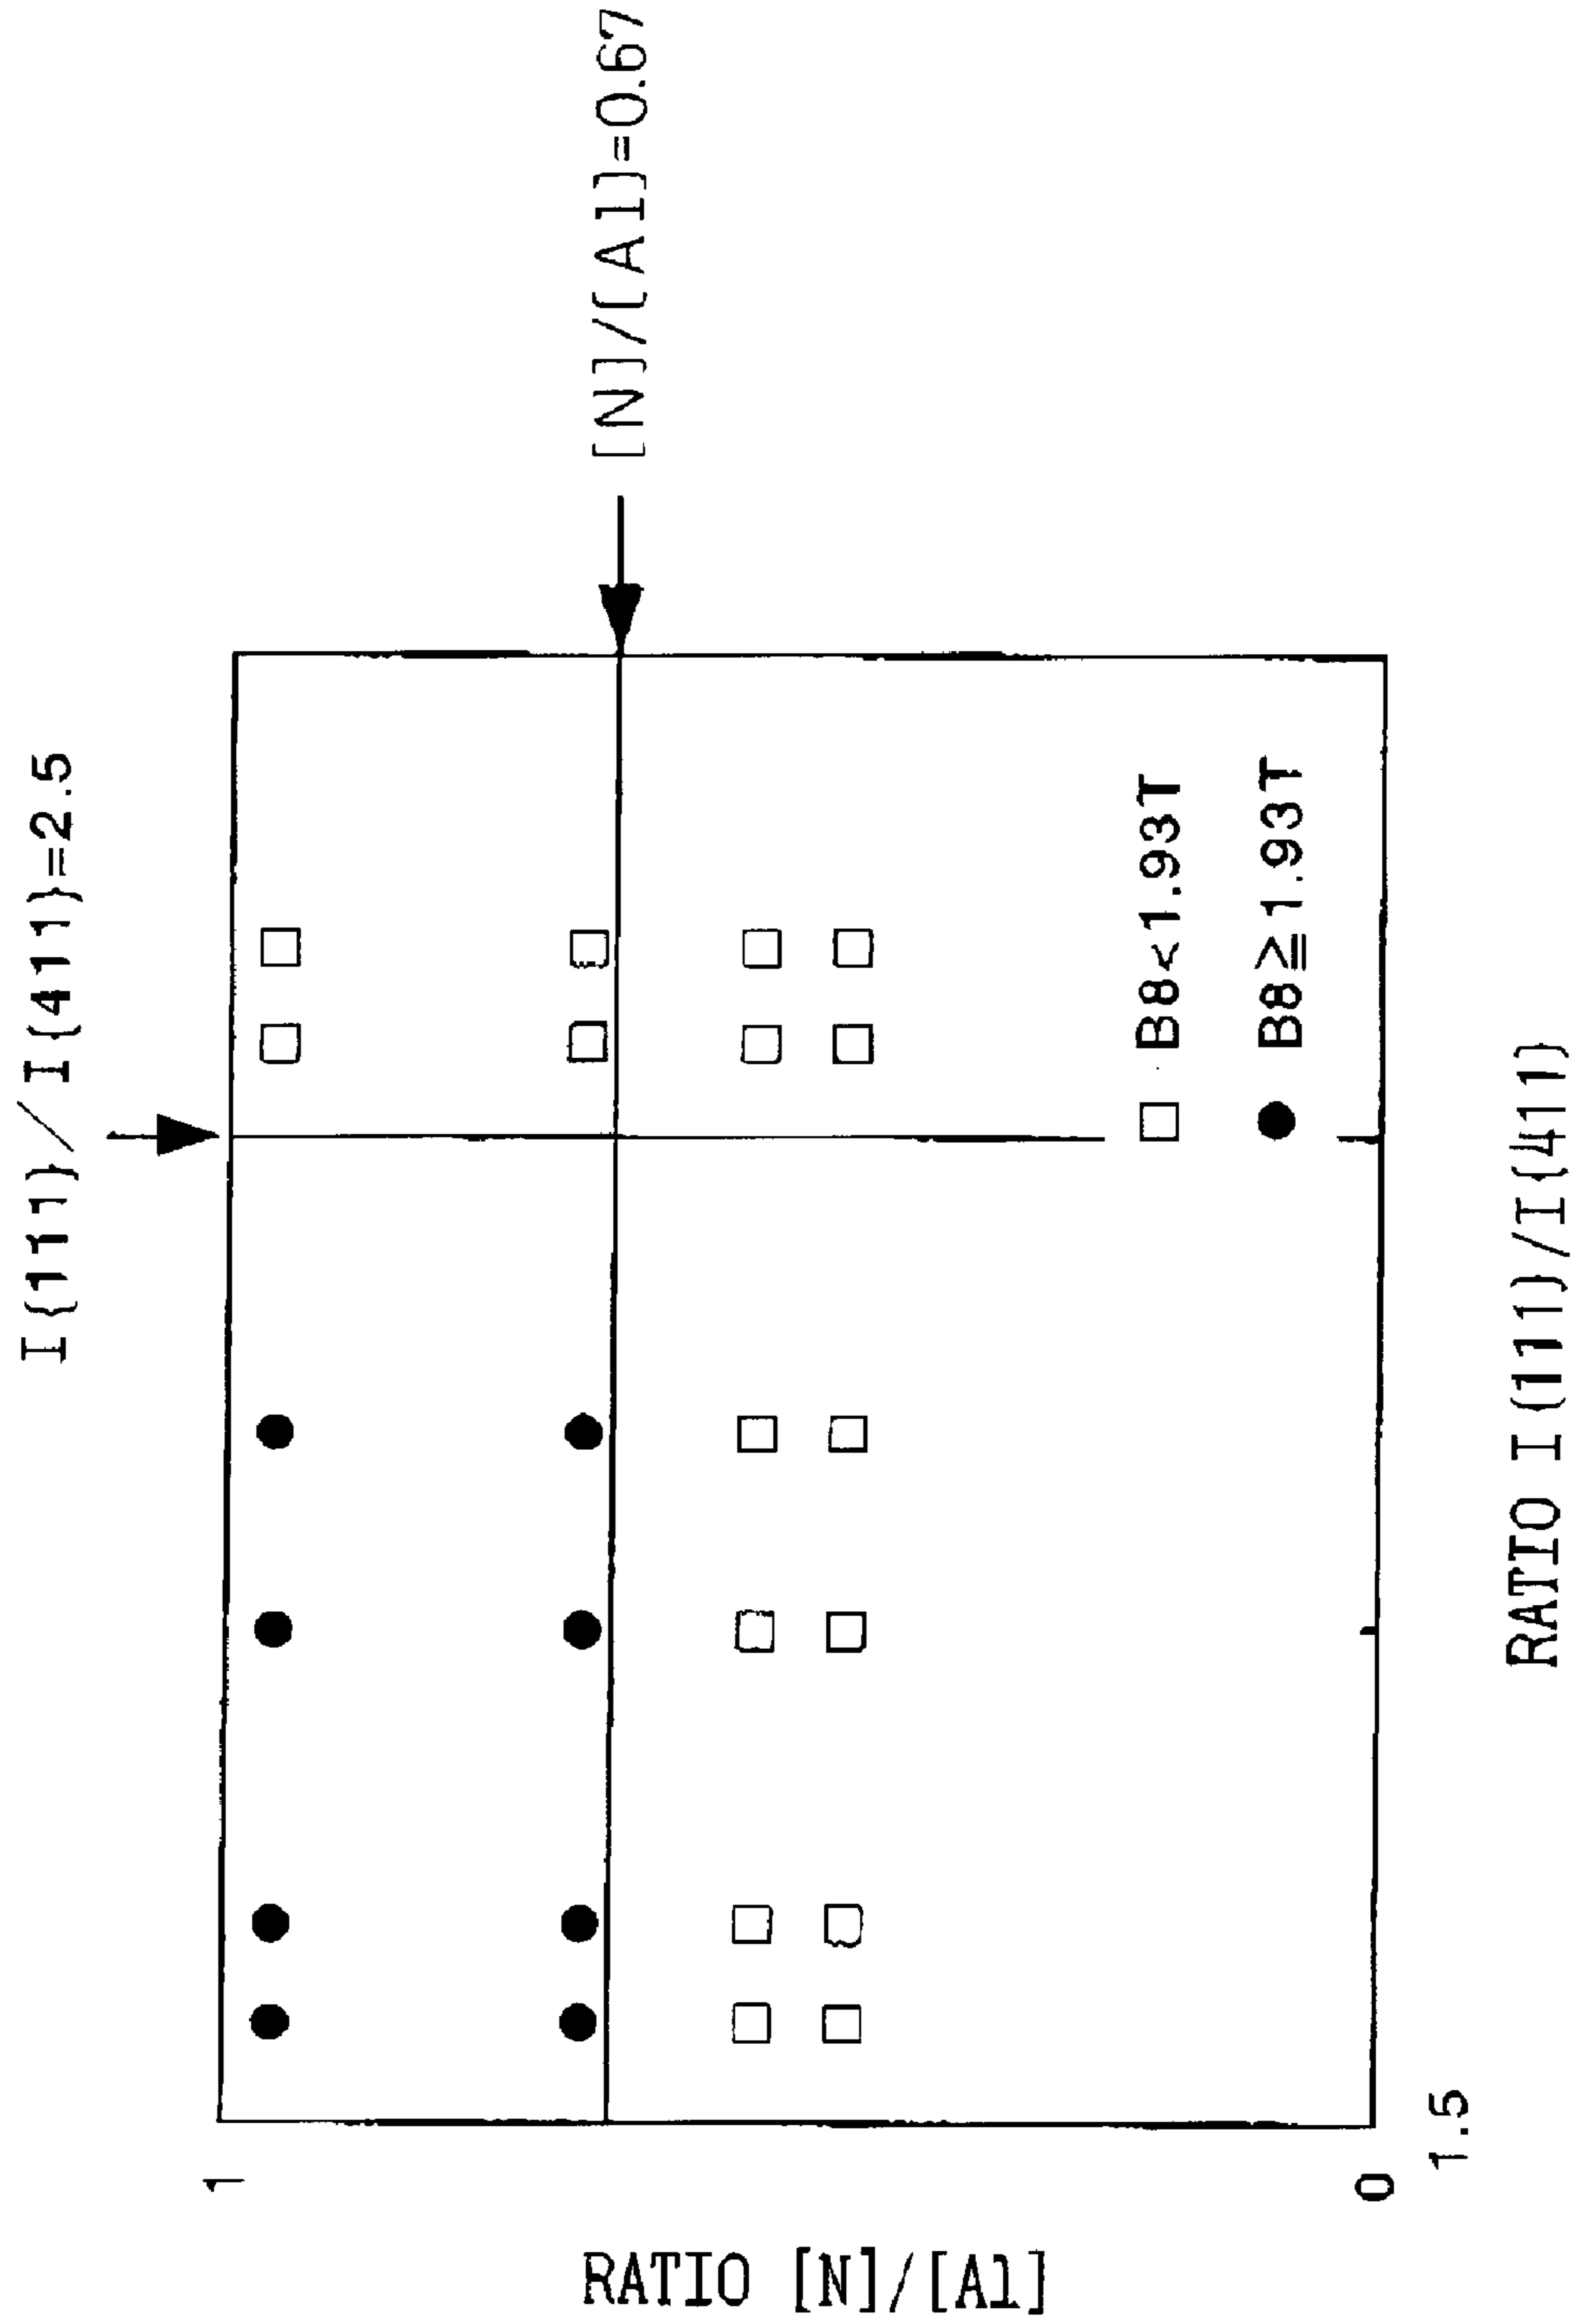 I{111}/I{411}=2.5
[N]/[Al]=0.67
1
RATIO [N]/[Al]
□ B8<1.93T
● B8≧1.93T
0
1.5
RATIO I{111}/I{411}